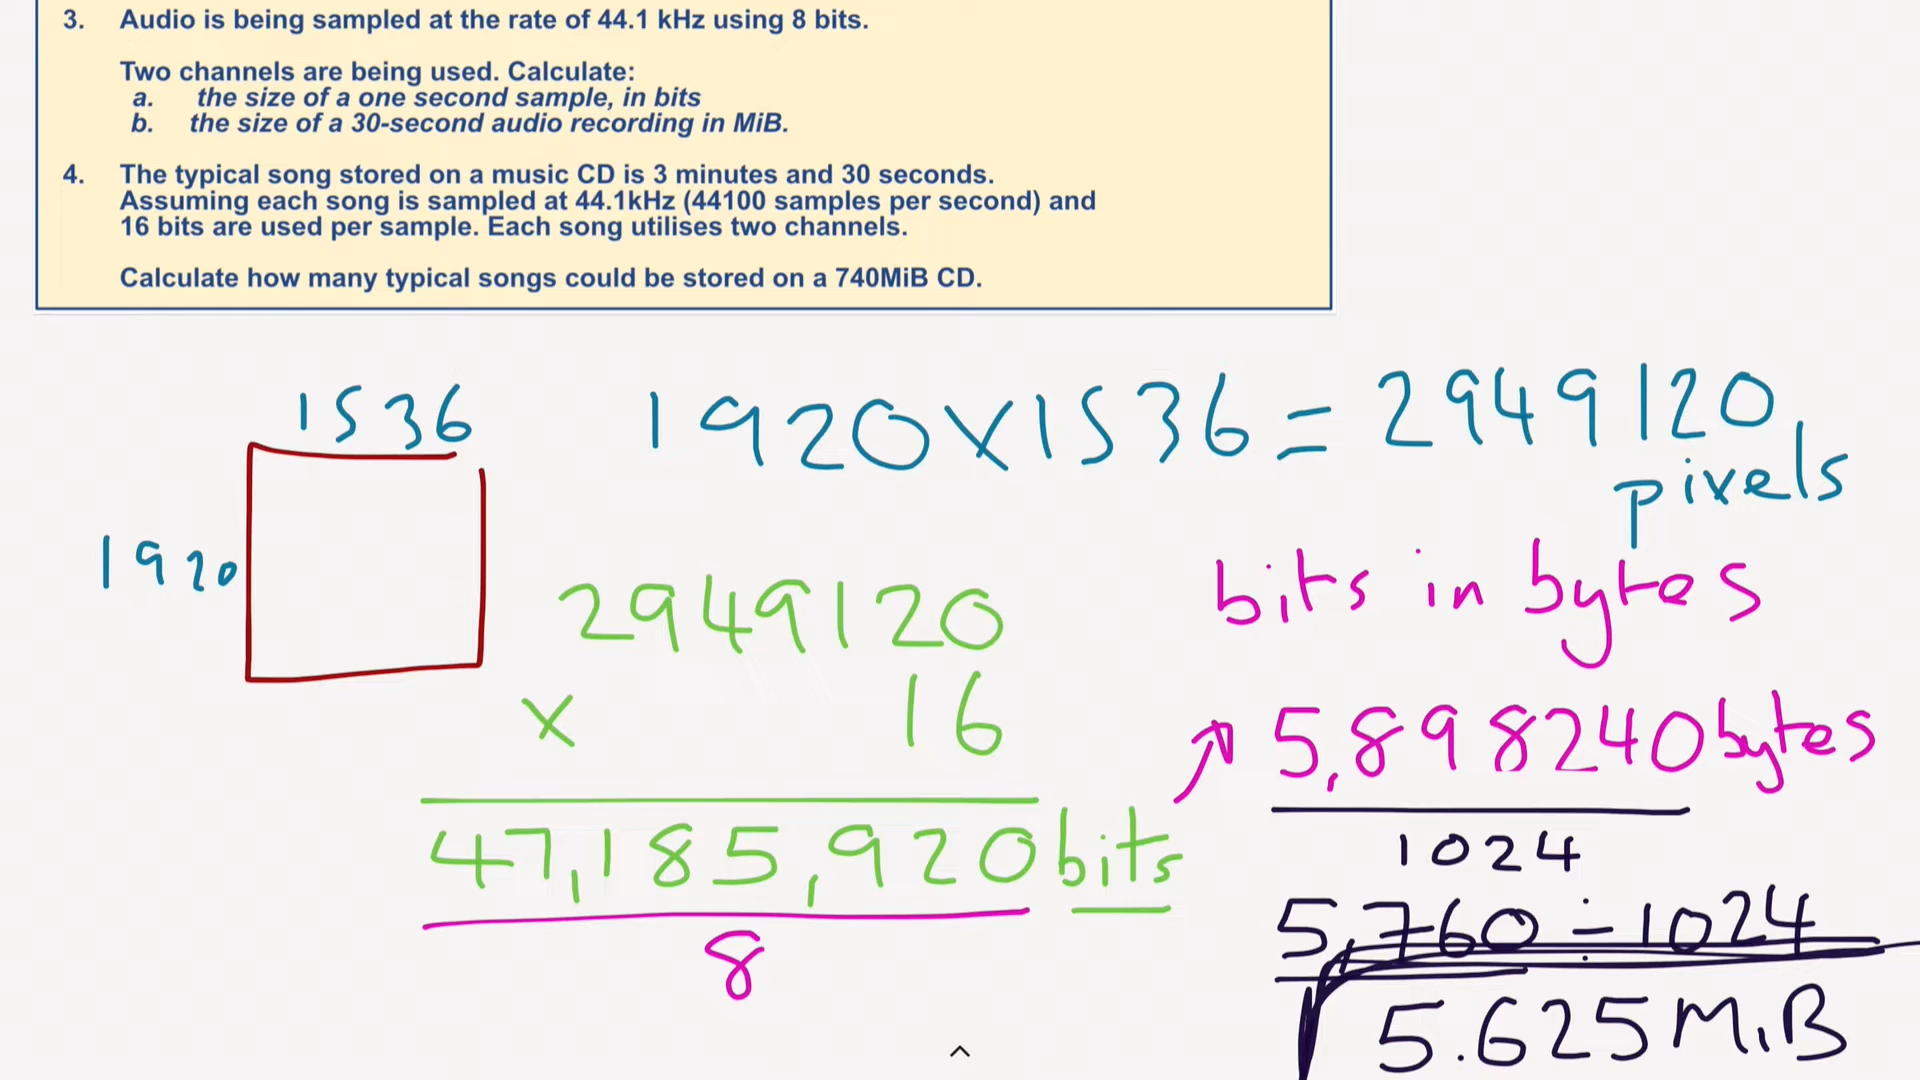 3. Audio is being sampled at the rate of 44.1 kHz using 8 bits.
Two channels are being used. Calculate:
a. the size of a one second sample, in bits
b. the size of a 30-second audio recording in MiB.
4. The typical song stored on a music CD is 3 minutes and 30 seconds.
Assuming each song is sampled at 44.1kHz (44100 samples per second) and
16 bits are used per sample. Each song utilises two channels.
Calculate how many typical songs could be stored on a 740MiB CD.
1536
1920
1920x1536=2949120
pixels
2949120
x 16
47,185,920 bits
8
bits in bytes
5,898240 bytes
1024
5,760÷1024
5.625MiB